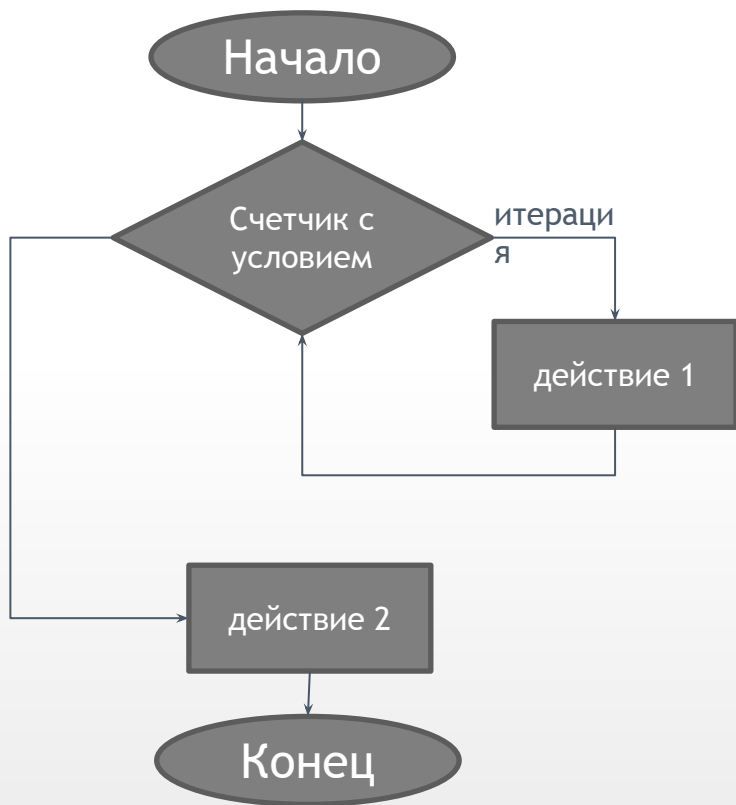 Начало
Счетчик с
условием
итераци
я
действие 1
действие 2
Конец